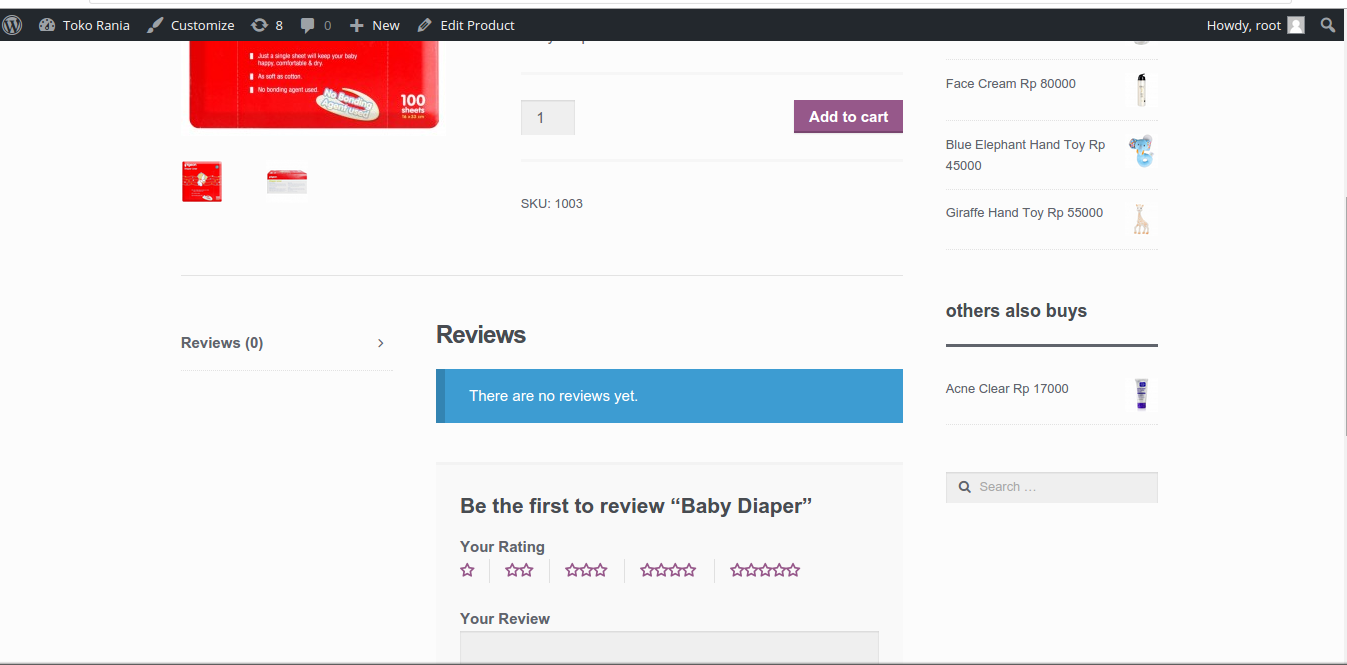 Toko Rania
Customize
8
0
New
Edit Product
Howdy, root
Just a single sheet will keep your baby
happy, comfortable & dry.
As soft as cotton.
No bonding agent used.
No Bonding
Agent used
100
sheets
1
Add to cart
SKU: 1003
Reviews (0)
Reviews
There are no reviews yet.
Be the first to review “Baby Diaper”
Your Rating
Your Review
Face Cream Rp 80000
Blue Elephant Hand Toy Rp
45000
Giraffe Hand Toy Rp 55000
others also buys
Acne Clear Rp 17000
Search …